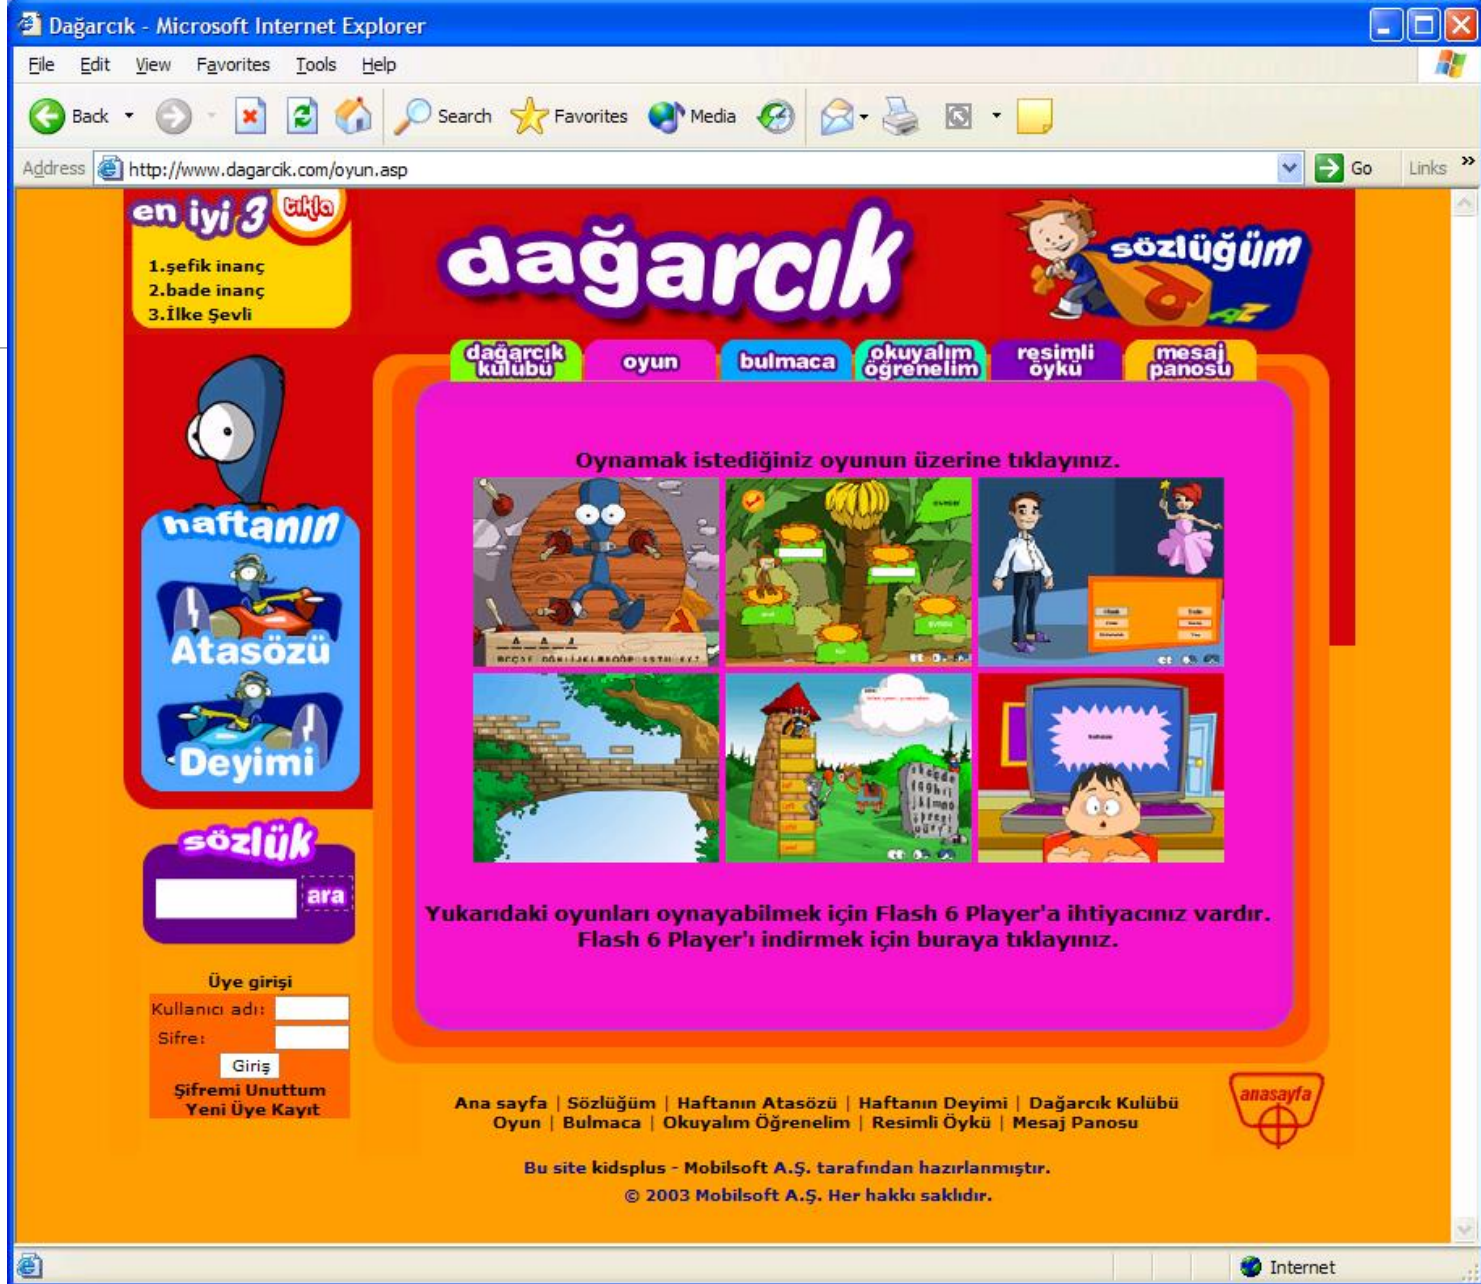 Dağarcık - Microsoft Internet Explorer
File Edit View Favorites Tools Help
Back Search Favorites Media
Address http://www.dagarcik.com/oyun.asp Go Links »
en iyi 3 tıkla
1.şefik inanç
2.bade inanç
3.İlke Şevli
dağarcık
sözlüğüm
d
AZ
dağarcık kulübü
oyun
bulmaca
okuyalım öğrenelim
resimli öykü
mesaj panosu
haftanın
Atasözü
Deyimi
sözlük
ara
Üye girişi
Kullanıcı adı:
Sifre:
Giriş
Şifremi Unuttum
Yeni Üye Kayıt
Oynamak istediğiniz oyunun üzerine tıklayınız.
Yukarıdaki oyunları oynayabilmek için Flash 6 Player'a ihtiyacınız vardır.
Flash 6 Player'ı indirmek için buraya tıklayınız.
Ana sayfa | Sözlüğüm | Haftanın Atasözü | Haftanın Deyimi | Dağarcık Kulübü
Oyun | Bulmaca | Okuyalım Öğrenelim | Resimli Öykü | Mesaj Panosu
anasayfa
Bu site kidsplus - Mobilsoft A.Ş. tarafından hazırlanmıştır.
© 2003 Mobilsoft A.Ş. Her hakkı saklıdır.
Internet